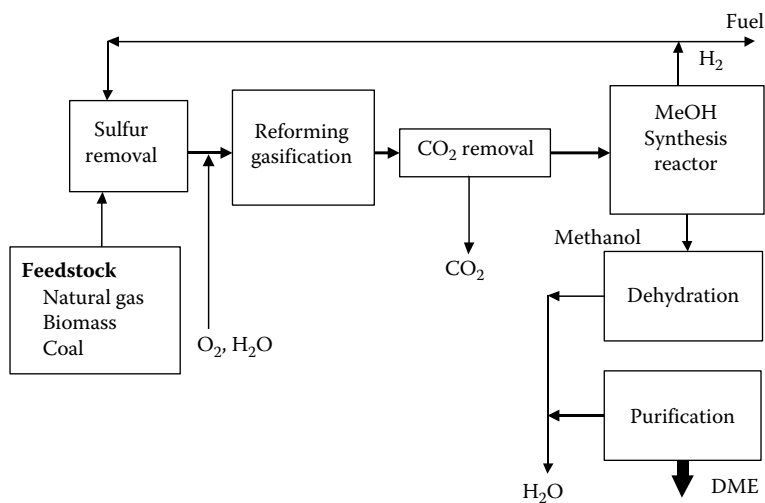 Fuel
H₂
Sulfur
removal
Reforming
gasification
CO₂ removal
MeOH
Synthesis
reactor
Feedstock
Natural gas
Biomass
Coal
O₂, H₂O
CO₂
Methanol
Dehydration
Purification
H₂O
DME